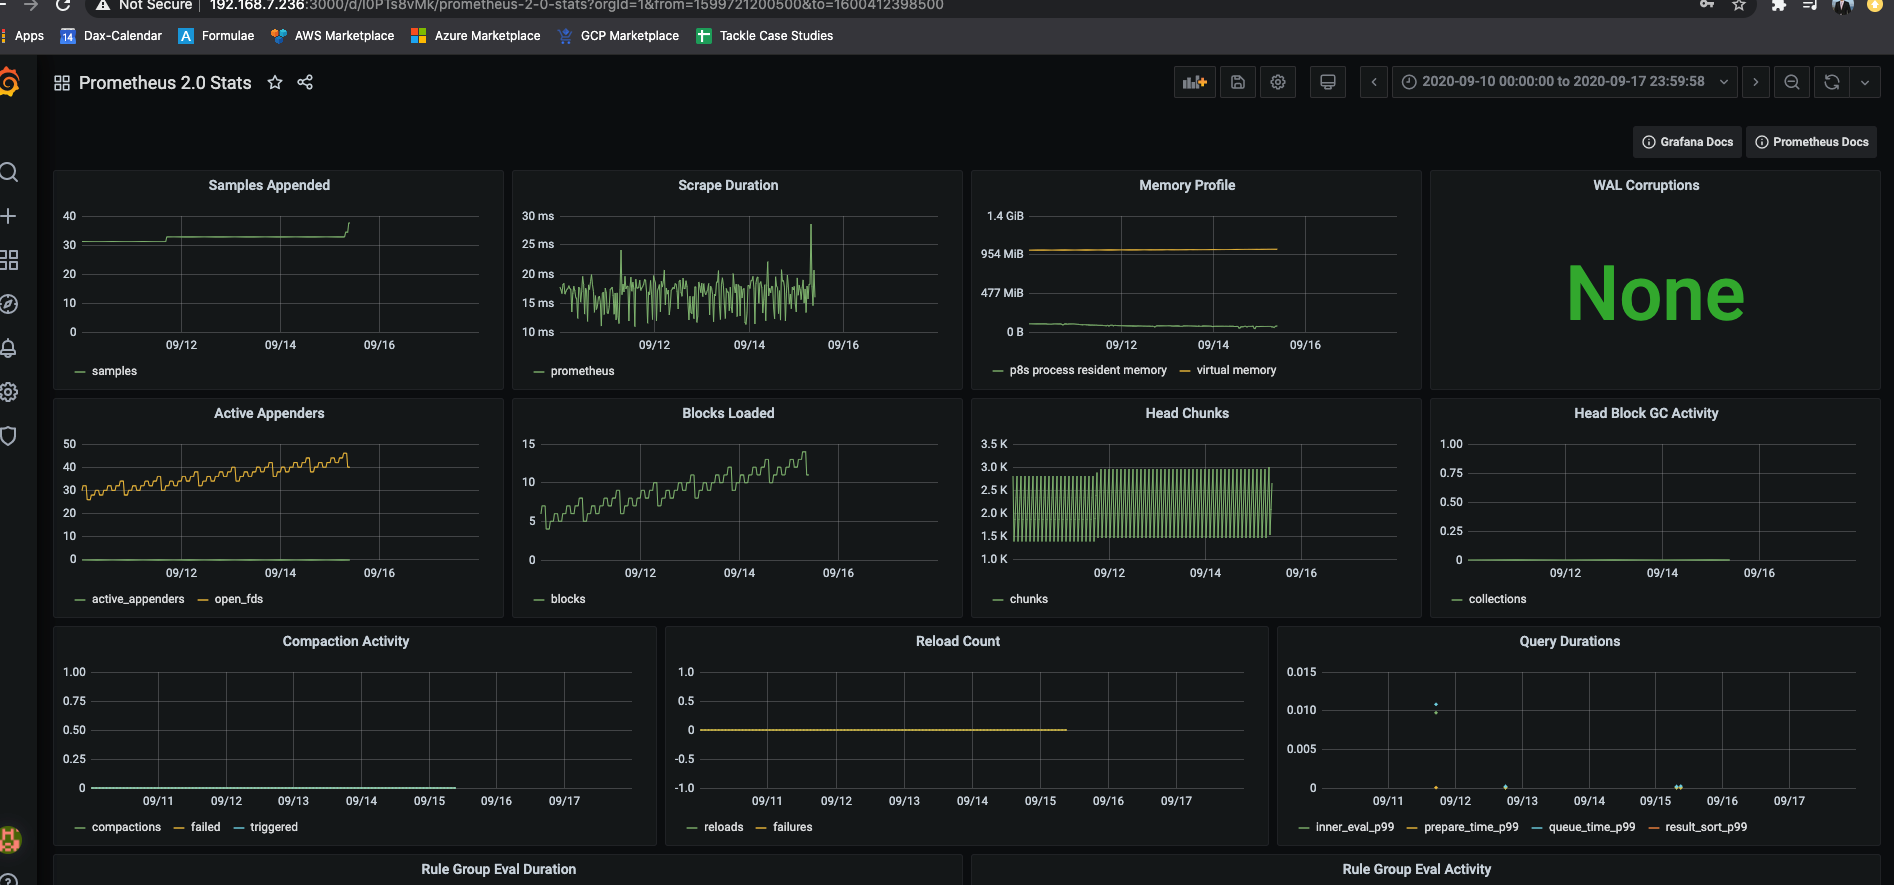 Not Secure | 192.168.7.236:3000/d/I0PTs8vMk/prometheus-2-0-stats?orgId=1&from=1599721200500&to=1600412398500
Apps 14 Dax-Calendar A Formulae AWS Marketplace Azure Marketplace GCP Marketplace Tackle Case Studies
Prometheus 2.0 Stats
2020-09-10 00:00:00 to 2020-09-17 23:59:58
Grafana Docs Prometheus Docs
Samples Appended
40
30
20
10
0
09/12 09/14 09/16
samples
Scrape Duration
30 ms
25 ms
20 ms
15 ms
10 ms
09/12 09/14 09/16
prometheus
Memory Profile
1.4 GiB
954 MiB
477 MiB
0 B
09/12 09/14 09/16
p8s process resident memory virtual memory
WAL Corruptions
None
Active Appenders
50
40
30
20
10
0
09/12 09/14 09/16
active_appenders open_fds
Blocks Loaded
15
10
5
0
09/12 09/14 09/16
blocks
Head Chunks
3.5 K
3.0 K
2.5 K
2.0 K
1.5 K
1.0 K
09/12 09/14 09/16
chunks
Head Block GC Activity
1.00
0.75
0.50
0.25
0
09/12 09/14 09/16
collections
Compaction Activity
1.00
0.75
0.50
0.25
0
09/11 09/12 09/13 09/14 09/15 09/16 09/17
compactions failed triggered
Reload Count
1.0
0.5
0
-0.5
-1.0
09/11 09/12 09/13 09/14 09/15 09/16 09/17
reloads failures
Query Durations
0.015
0.010
0.005
0
09/11 09/12 09/13 09/14 09/15 09/16 09/17
inner_eval_p99 prepare_time_p99 queue_time_p99 result_sort_p99
Rule Group Eval Duration
Rule Group Eval Activity